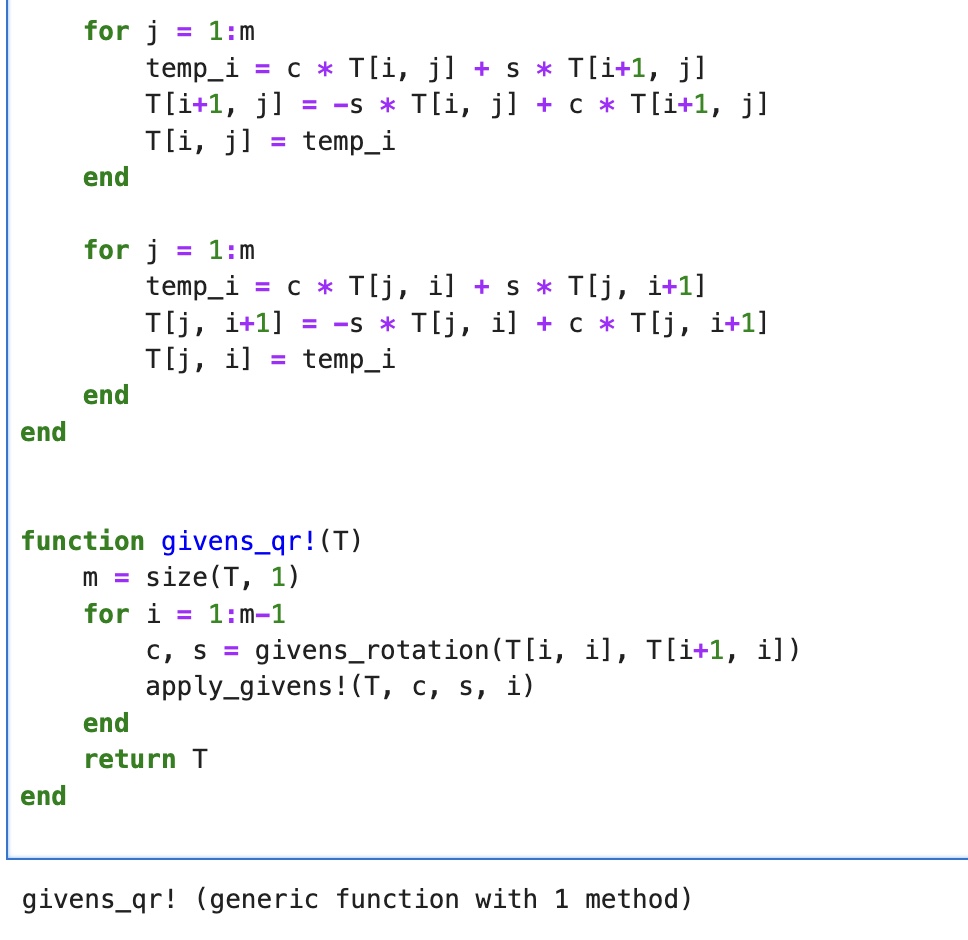 for j = 1:m
        temp_i = c * T[i, j] + s * T[i+1, j]
        T[i+1, j] = −s * T[i, j] + c * T[i+1, j]
        T[i, j] = temp_i
    end

    for j = 1:m
        temp_i = c * T[j, i] + s * T[j, i+1]
        T[j, i+1] = −s * T[j, i] + c * T[j, i+1]
        T[j, i] = temp_i
    end
end

function givens_qr!(T)
    m = size(T, 1)
    for i = 1:m−1
        c, s = givens_rotation(T[i, i], T[i+1, i])
        apply_givens!(T, c, s, i)
    end
    return T
end

givens_qr! (generic function with 1 method)